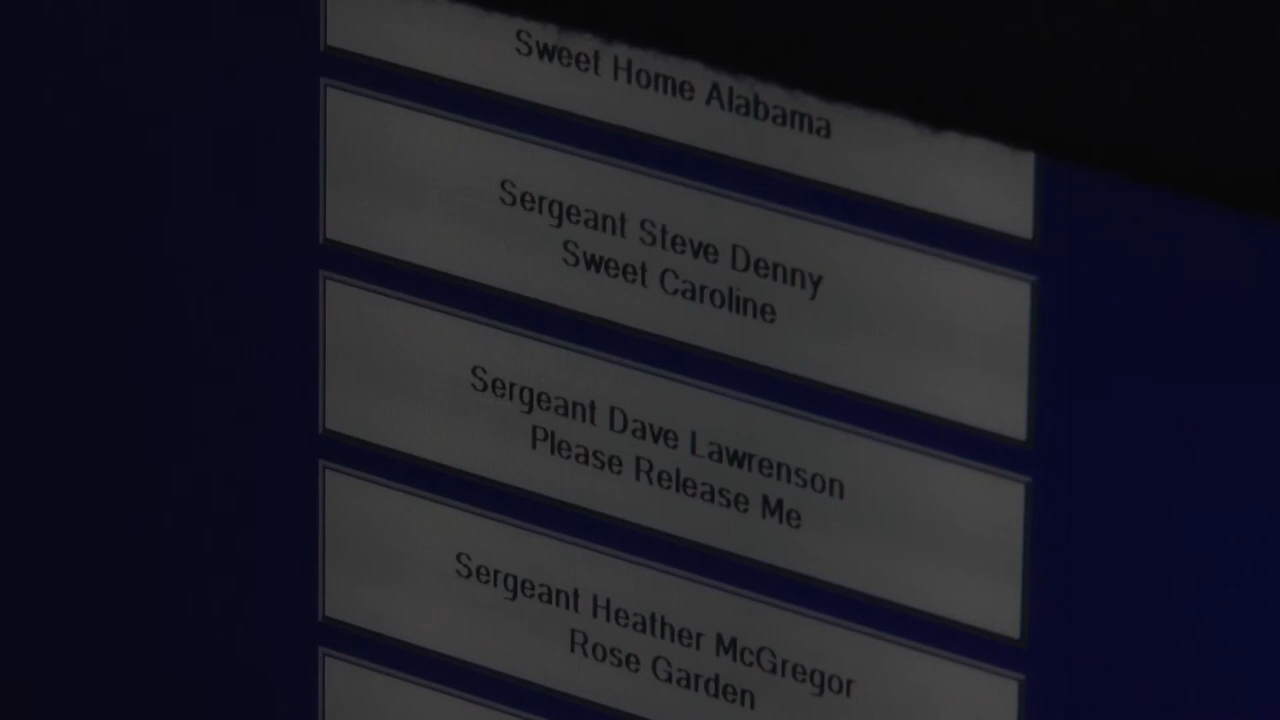 Sweet Home Alabama
Sergeant Steve Denny
Sweet Caroline
Sergeant Dave Lawrenson
Please Release Me
Sergeant Heather McGregor
Rose Garden